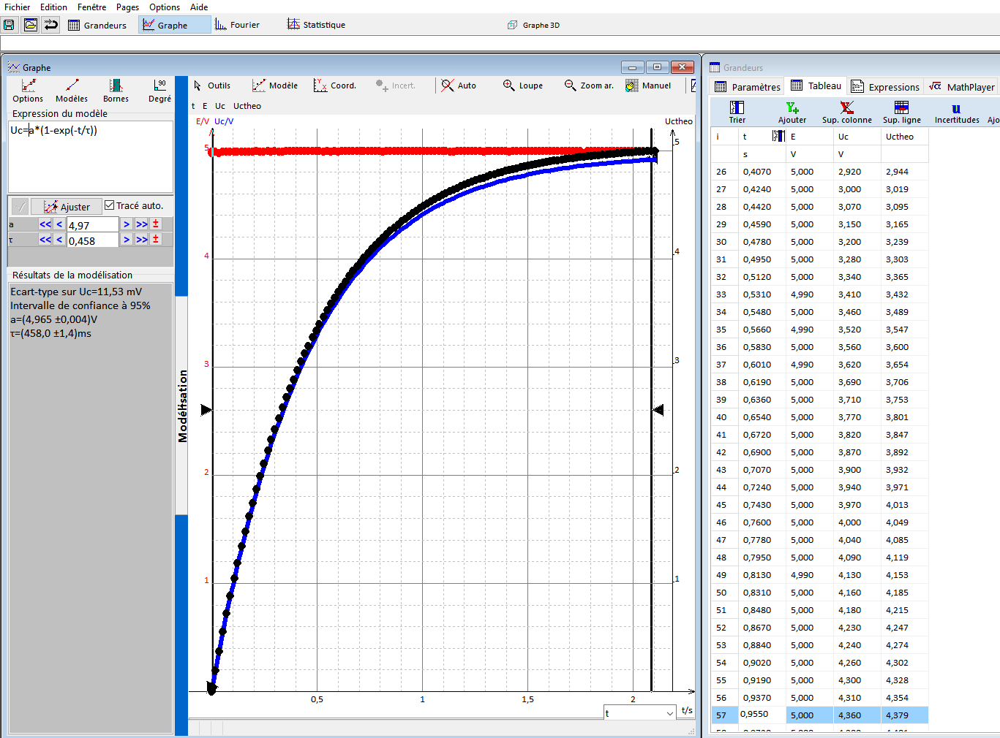 Fichier Edition Fenêtre Pages Options Aide
Grandeurs Graphe Fourier Statistique Graphe 3D
Graphe
Options Modèles Bornes Degré
90
Expression du modèle
Uc=a*(1-exp(-t/τ))
Ajuster Tracé auto.
a << < 4,97 > >> ±
τ << < 0,458 > >> ±
Résultats de la modélisation
Ecart-type sur Uc=11,53 mV
Intervalle de confiance à 95%
a=(4,965 ±0,004)V
τ=(458,0 ±1,4)ms
Modélisation
Outils Modèle Coord. Insert. Auto Loupe Zoom ar. Manuel
t E Uc Uctheo
E/V Uc/V Uctheo
5 5
4 4
3 3
2 2
1 1
0,5 1 1,5 2
t t/s
Grandeurs
Paramètres Tableau Expressions MathPlayer
Trier Ajouter Sup. colonne Sup. ligne Incertitudes Ajo
i t E Uc Uctheo
s V V
26 0,4070 5,000 2,920 2,944
27 0,4240 5,000 3,000 3,019
28 0,4420 5,000 3,070 3,095
29 0,4590 5,000 3,150 3,165
30 0,4780 5,000 3,200 3,239
31 0,4950 5,000 3,280 3,303
32 0,5120 5,000 3,340 3,365
33 0,5310 4,990 3,410 3,432
34 0,5480 5,000 3,460 3,489
35 0,5660 4,990 3,520 3,547
36 0,5830 5,000 3,560 3,600
37 0,6010 4,990 3,620 3,654
38 0,6190 5,000 3,690 3,706
39 0,6360 5,000 3,710 3,753
40 0,6540 5,000 3,770 3,801
41 0,6720 5,000 3,820 3,847
42 0,6900 5,000 3,870 3,892
43 0,7070 5,000 3,900 3,932
44 0,7240 5,000 3,940 3,971
45 0,7430 5,000 3,970 4,013
46 0,7600 5,000 4,000 4,049
47 0,7780 5,000 4,040 4,085
48 0,7950 5,000 4,090 4,119
49 0,8130 4,990 4,130 4,153
50 0,8310 5,000 4,160 4,185
51 0,8480 5,000 4,180 4,215
52 0,8670 5,000 4,230 4,247
53 0,8840 5,000 4,240 4,274
54 0,9020 5,000 4,260 4,302
55 0,9190 5,000 4,300 4,328
56 0,9370 5,000 4,310 4,354
57 0,9550 5,000 4,360 4,379